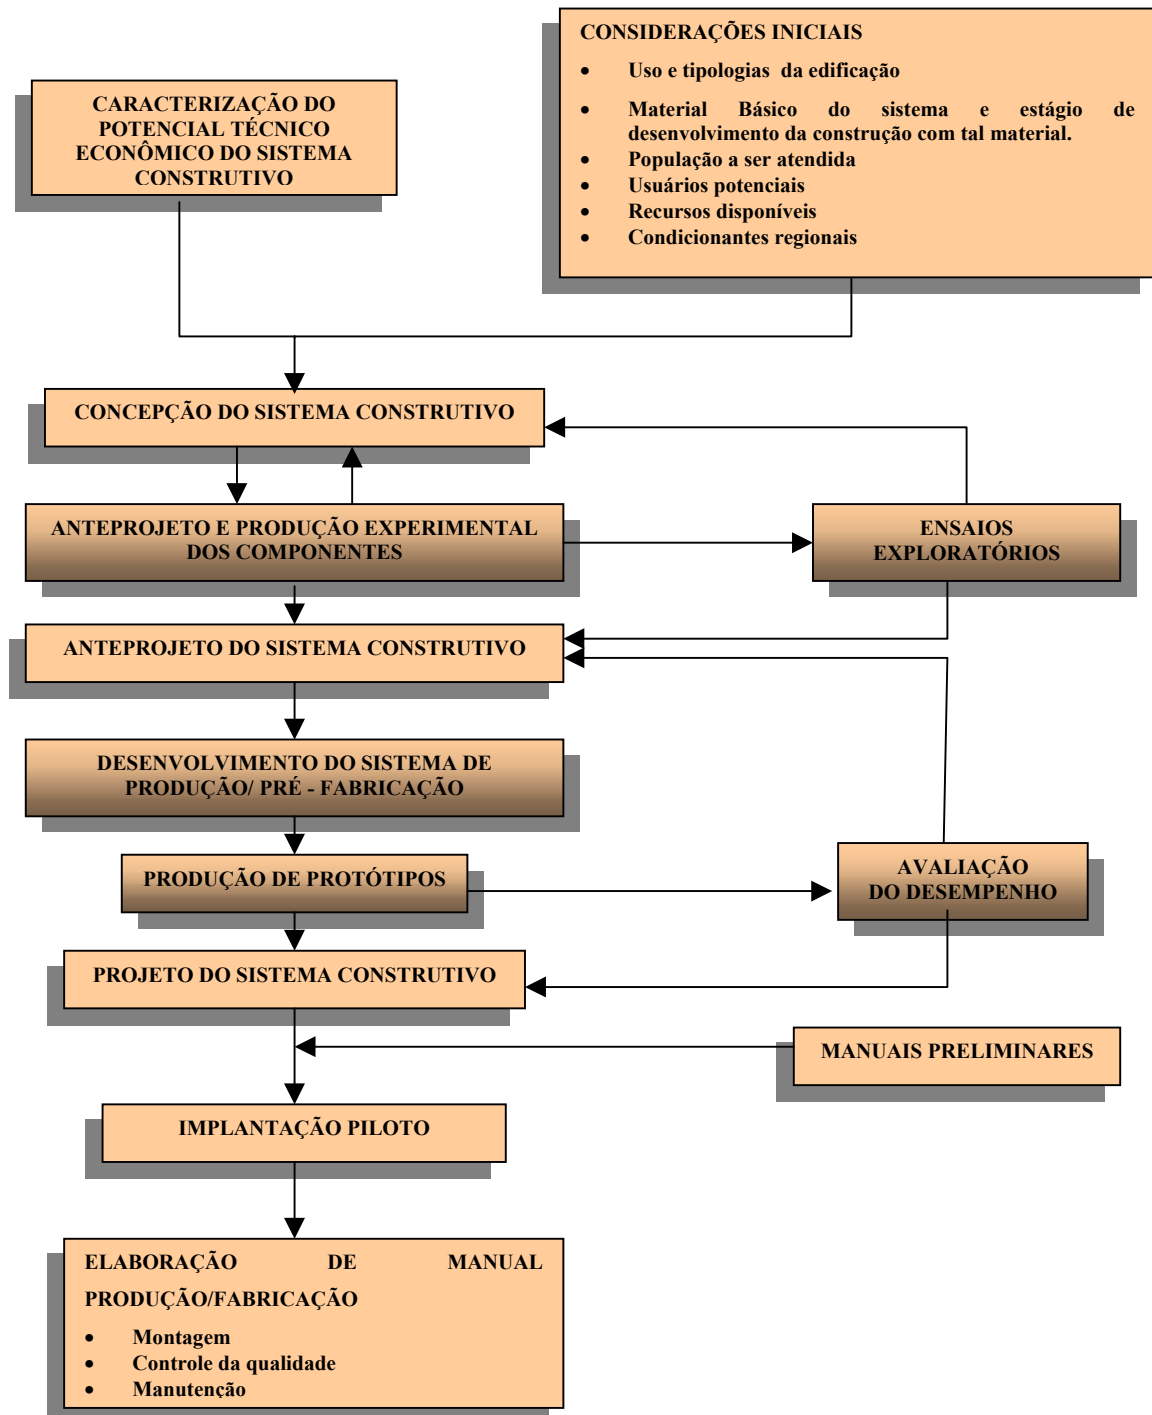 CONSIDERAÇÕES INICIAIS
• Uso e tipologias da edificação
• Material Básico do sistema e estágio de
desenvolvimento da construção com tal material.
• População a ser atendida
• Usuários potenciais
• Recursos disponíveis
• Condicionantes regionais
CARACTERIZAÇÃO DO
POTENCIAL TÉCNICO
ECONÔMICO DO SISTEMA
CONSTRUTIVO
CONCEPÇÃO DO SISTEMA CONSTRUTIVO
ANTEPROJETO E PRODUÇÃO EXPERIMENTAL
DOS COMPONENTES
ENSAIOS
EXPLORATÓRIOS
ANTEPROJETO DO SISTEMA CONSTRUTIVO
DESENVOLVIMENTO DO SISTEMA DE
PRODUÇÃO/ PRÉ - FABRICAÇÃO
PRODUÇÃO DE PROTÓTIPOS
AVALIAÇÃO
DO DESEMPENHO
PROJETO DO SISTEMA CONSTRUTIVO
MANUAIS PRELIMINARES
IMPLANTAÇÃO PILOTO
ELABORAÇÃO DE MANUAL
PRODUÇÃO/FABRICAÇÃO
• Montagem
• Controle da qualidade
• Manutenção